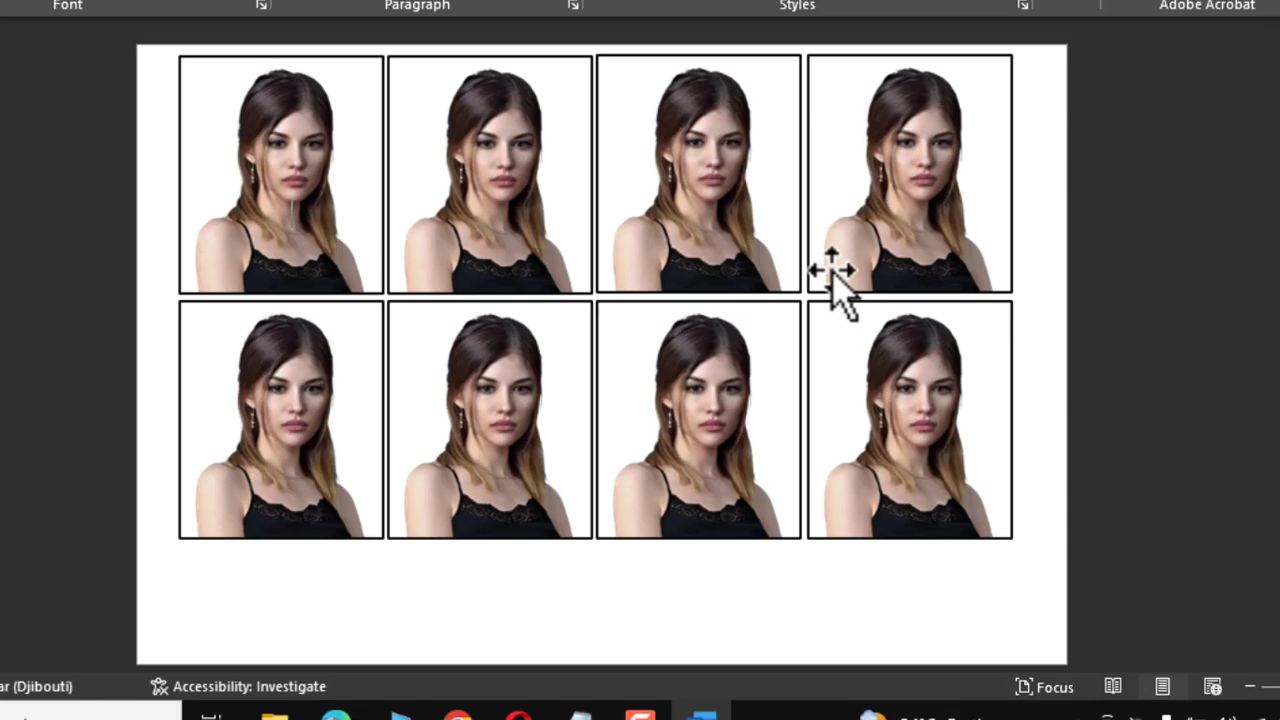 Font Paragraph Styles Adobe Acrobat
ar (Djibouti) Accessibility: Investigate Focus